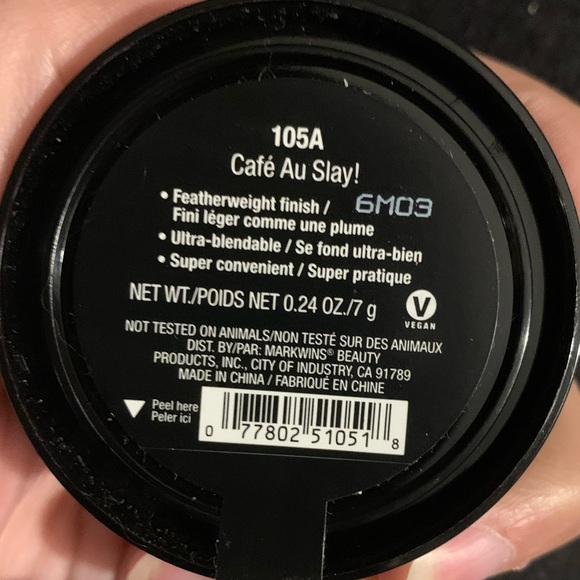 105A
Café Au Slay!
• Featherweight finish / 6M03
Fini léger comme une plume
• Ultra-blendable / Se fond ultra-bien
• Super convenient / Super pratique
NET WT./POIDS NET 0.24 OZ./7 g
V
VEGAN
NOT TESTED ON ANIMALS/NON TESTÉ SUR DES ANIMAUX
DIST. BY/PAR: MARKWINS® BEAUTY
PRODUCTS, INC., CITY OF INDUSTRY, CA 91789
MADE IN CHINA / FABRIQUÉ EN CHINE
Peel here
Peler ici
0 77802 51051 8